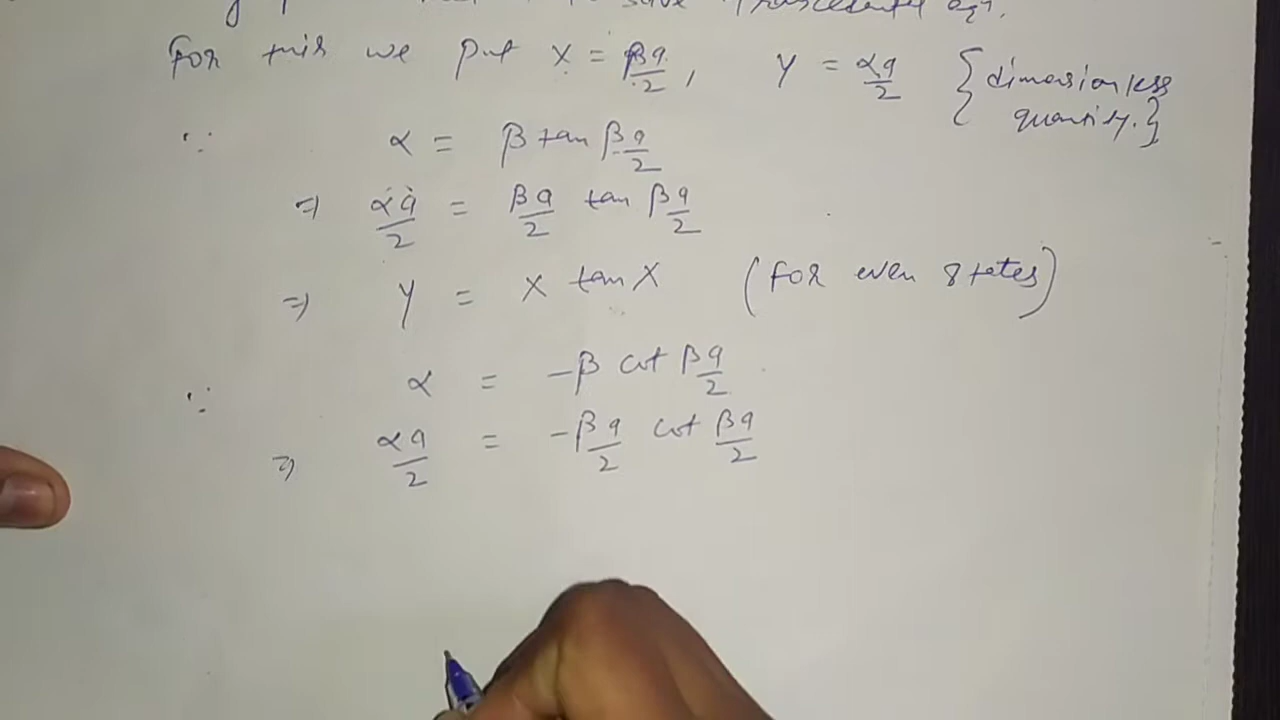 For this we put X = βa/2, Y = αa/2 {dimensionless quantity.}
∵ α = β tan βa/2
⇒ αa/2 = βa/2 tan βa/2
⇒ Y = X tan X (For even states)
∵ α = -β cot βa/2
⇒ αa/2 = -βa/2 cot βa/2